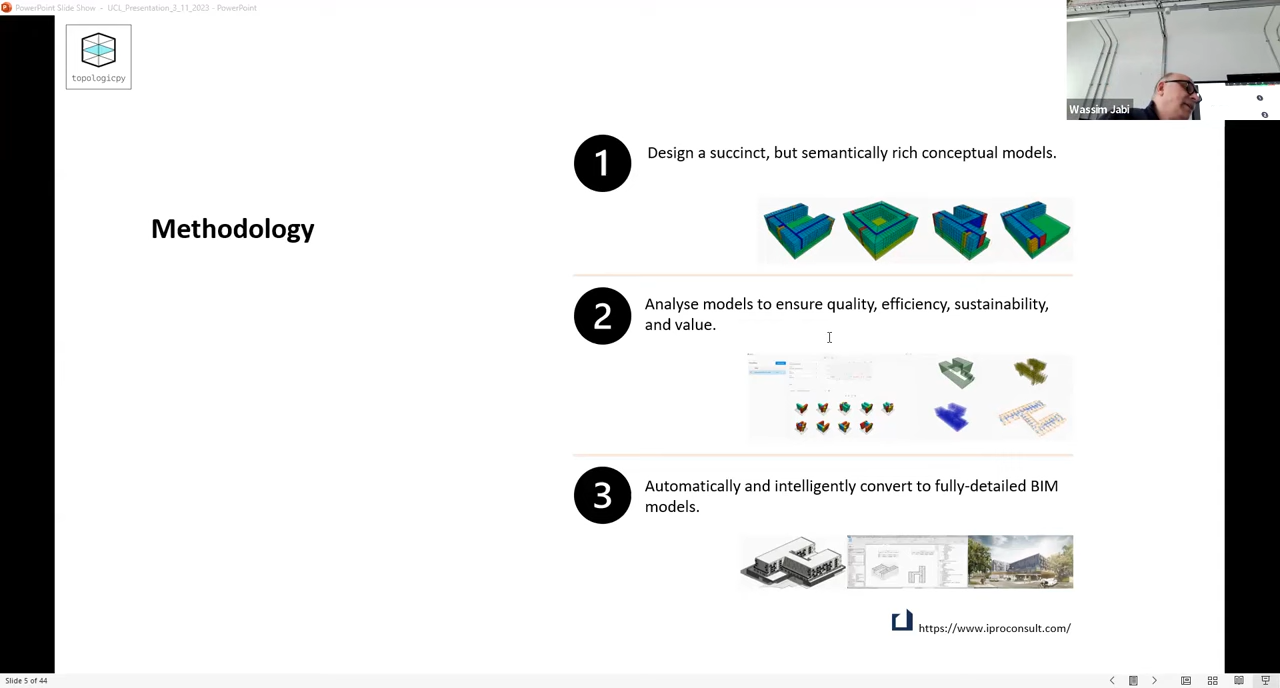 PowerPoint Slide Show - UCL_Presentation_3_11_2023 - PowerPoint
topologicpy
Wassim Jabi
Methodology
1
Design a succinct, but semantically rich conceptual models.
2
Analyse models to ensure quality, efficiency, sustainability,
and value.
3
Automatically and intelligently convert to fully-detailed BIM
models.
https://www.iproconsult.com/
Slide 5 of 44